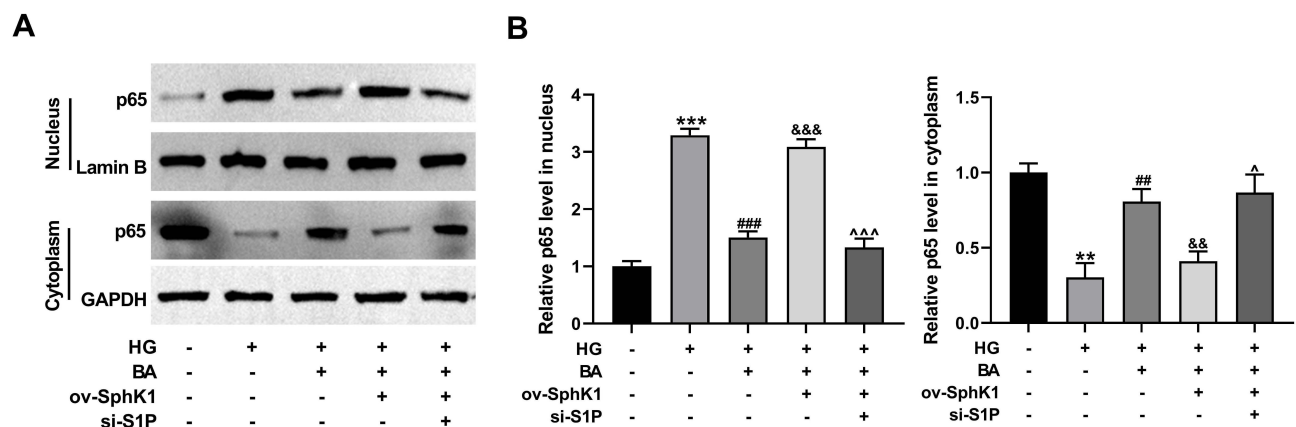 A
Nucleus
p65
Lamin B
Cytoplasm
p65
GAPDH
HG - + + + +
BA - - + + +
ov-SphK1 - - - + +
si-S1P - - - - +
B
Relative p65 level in nucleus
4
3
2
1
0
***
###
&&&
^^^
HG - + + + +
BA - - + + +
ov-SphK1 - - - + +
si-S1P - - - - +
Relative p65 level in cytoplasm
1.5
1.0
0.5
0.0
**
##
&&
^
HG - + + + +
BA - - + + +
ov-SphK1 - - - + +
si-S1P - - - - +